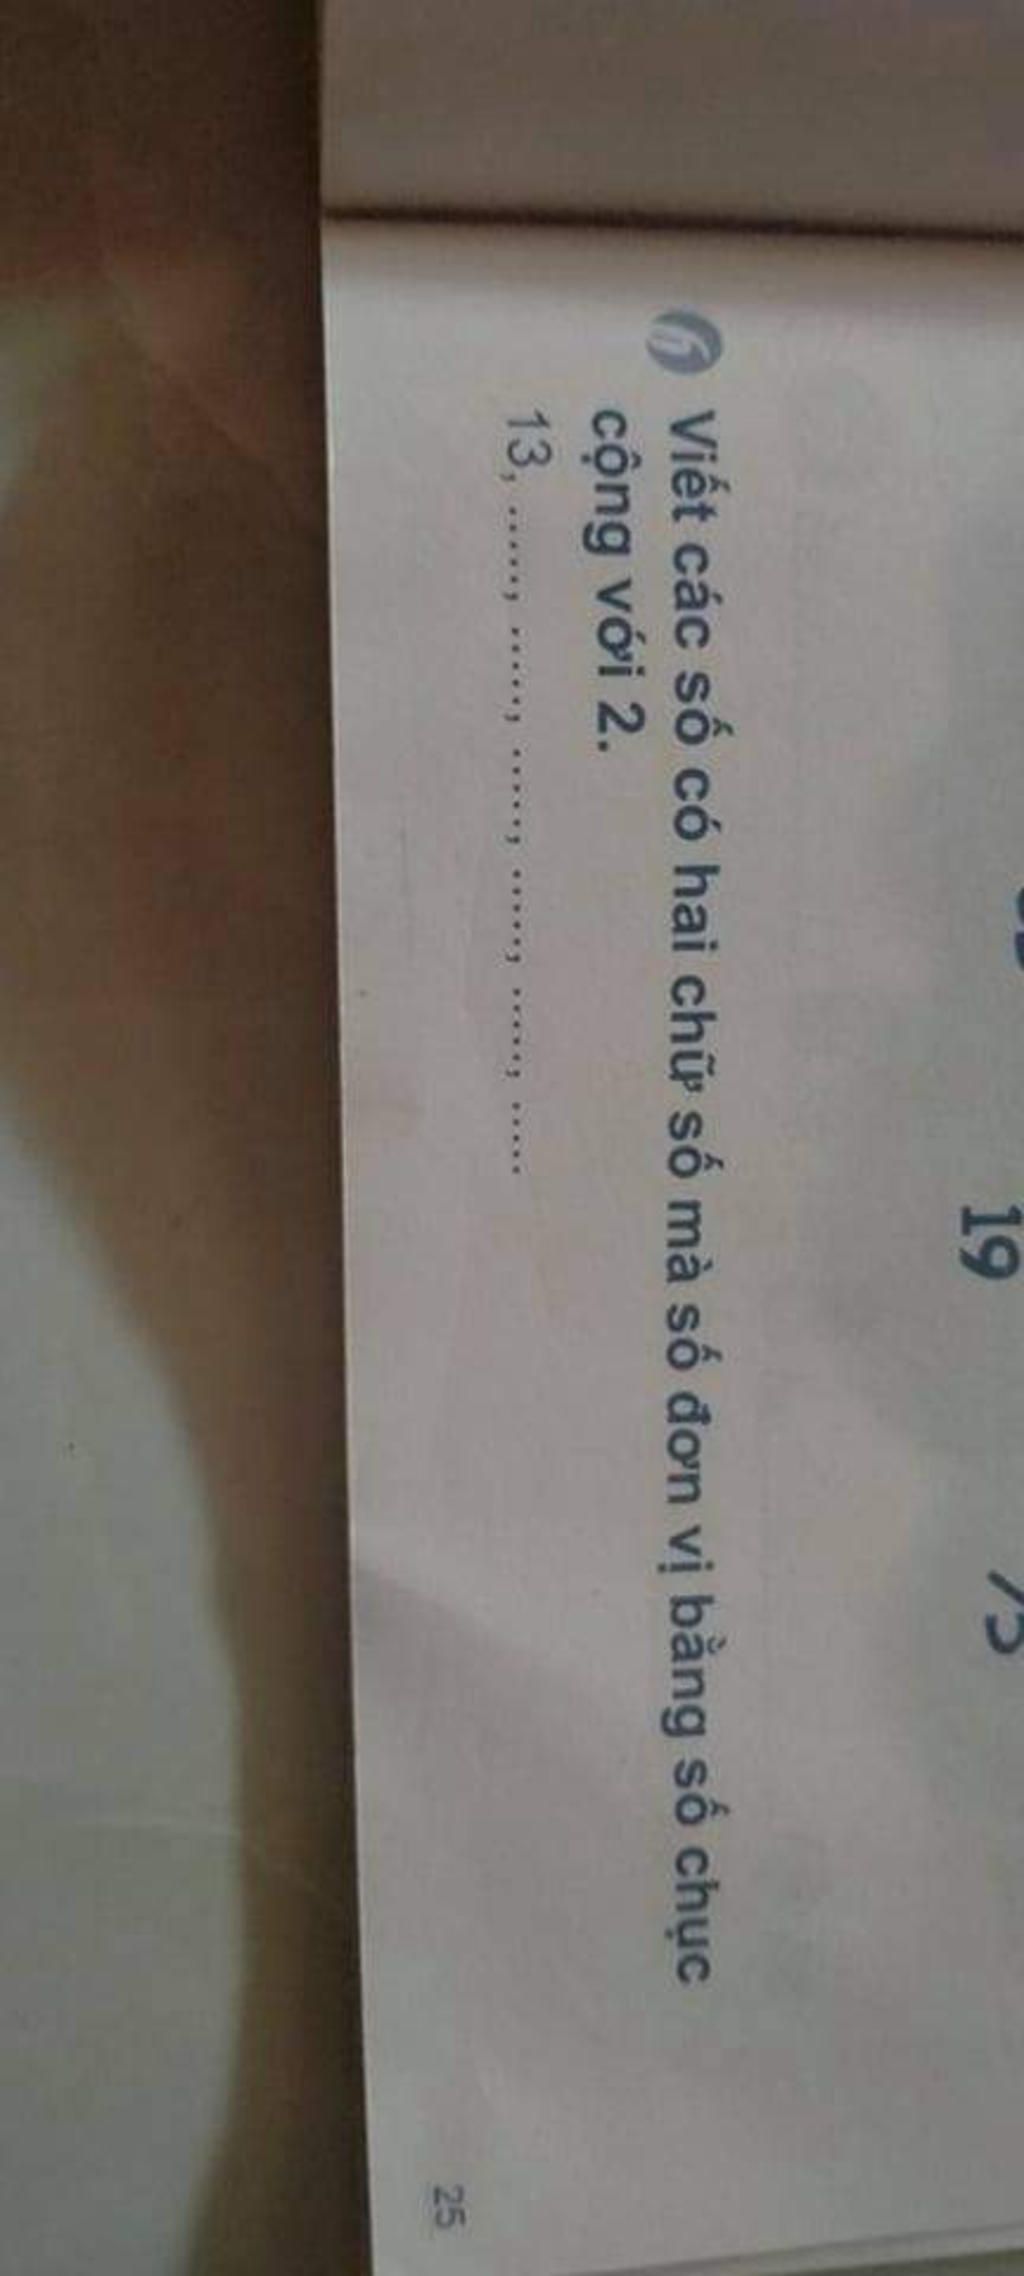 19
6 Viết các số có hai chữ số mà số đơn vị bằng số chục
cộng với 2.
13, ......, ......, ......, ......, ......, .....
25